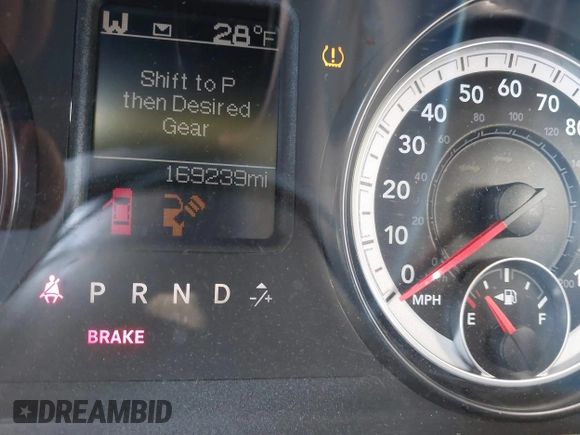 W 28°F
Shift to P
then Desired
Gear
169239mi
P R N D -/+
BRAKE
0 10 20 30 40 50 60 70 80
MPH
E F
DREAMBID